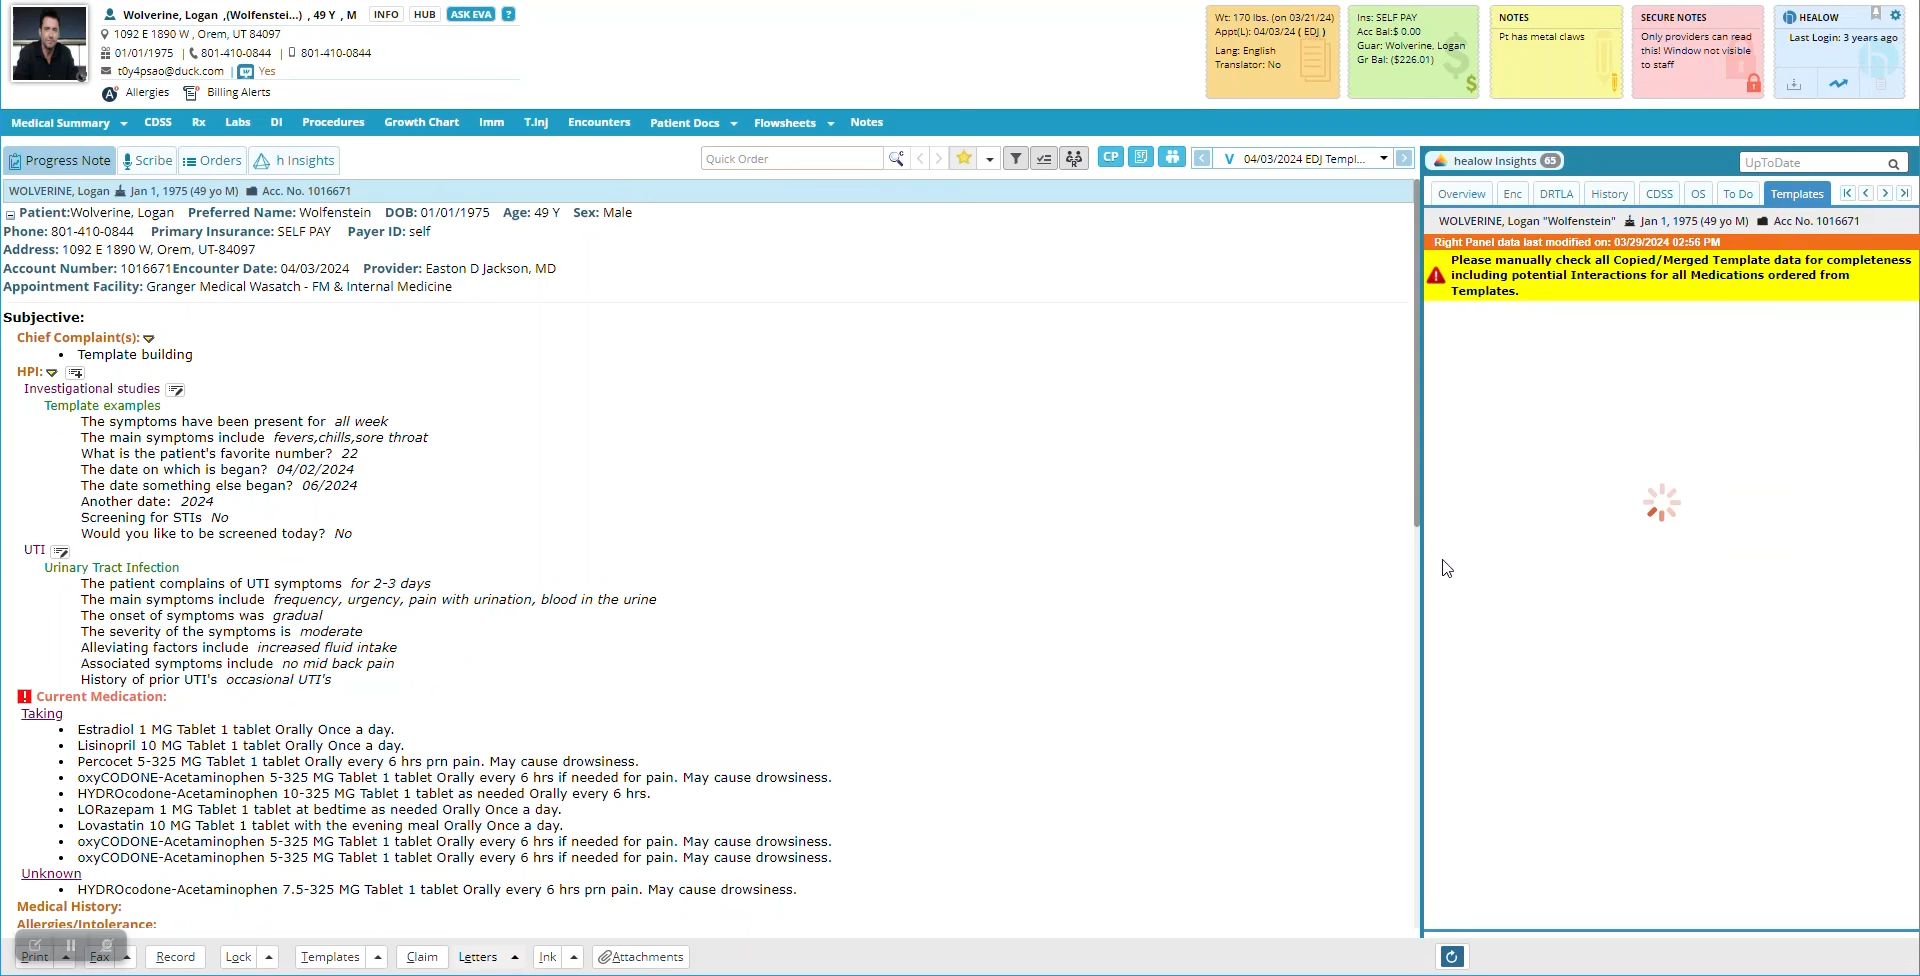 Wolverine, Logan ,(Wolfenstei...) , 49 Y , M INFO HUB ASK EVA ?
1092 E 1890 W , Orem, UT 84097
01/01/1975 | 801-410-0844 | 801-410-0844
t0y4psao@duck.com | Yes
A Allergies Billing Alerts
Wt: 170 lbs. (on 03/21/24)
Appt(L): 04/03/24 ( EDJ )
Lang: English
Translator: No
Ins: SELF PAY
Acc Bal:$ 0.00
Guar: Wolverine, Logan
Gr Bal: ($226.01)
NOTES
Pt has metal claws
SECURE NOTES
Only providers can read
this! Window not visible
to staff
HEALOW
Last Login: 3 years ago
Medical Summary CDSS Rx Labs DI Procedures Growth Chart Imm T.Inj Encounters Patient Docs Flowsheets Notes
Progress Note Scribe Orders h Insights Quick Order CP V 04/03/2024 EDJ Templ...
WOLVERINE, Logan Jan 1, 1975 (49 yo M) Acc. No. 1016671
Patient:Wolverine, Logan Preferred Name: Wolfenstein DOB: 01/01/1975 Age: 49 Y Sex: Male
Phone: 801-410-0844 Primary Insurance: SELF PAY Payer ID: self
Address: 1092 E 1890 W, Orem, UT-84097
Account Number: 1016671Encounter Date: 04/03/2024 Provider: Easton D Jackson, MD
Appointment Facility: Granger Medical Wasatch - FM & Internal Medicine
Subjective:
Chief Complaint(s):
• Template building
HPI:
Investigational studies
Template examples
The symptoms have been present for all week
The main symptoms include fevers,chills,sore throat
What is the patient's favorite number? 22
The date on which is began? 04/02/2024
The date something else began? 06/2024
Another date: 2024
Screening for STIs No
Would you like to be screened today? No
UTI
Urinary Tract Infection
The patient complains of UTI symptoms for 2-3 days
The main symptoms include frequency, urgency, pain with urination, blood in the urine
The onset of symptoms was gradual
The severity of the symptoms is moderate
Alleviating factors include increased fluid intake
Associated symptoms include no mid back pain
History of prior UTI's occasional UTI's
! Current Medication:
Taking
• Estradiol 1 MG Tablet 1 tablet Orally Once a day.
• Lisinopril 10 MG Tablet 1 tablet Orally Once a day.
• Percocet 5-325 MG Tablet 1 tablet Orally every 6 hrs prn pain. May cause drowsiness.
• oxyCODONE-Acetaminophen 5-325 MG Tablet 1 tablet Orally every 6 hrs if needed for pain. May cause drowsiness.
• HYDROcodone-Acetaminophen 10-325 MG Tablet 1 tablet as needed Orally every 6 hrs.
• LORazepam 1 MG Tablet 1 tablet at bedtime as needed Orally Once a day.
• Lovastatin 10 MG Tablet 1 tablet with the evening meal Orally Once a day.
• oxyCODONE-Acetaminophen 5-325 MG Tablet 1 tablet Orally every 6 hrs if needed for pain. May cause drowsiness.
• oxyCODONE-Acetaminophen 5-325 MG Tablet 1 tablet Orally every 6 hrs if needed for pain. May cause drowsiness.
Unknown
• HYDROcodone-Acetaminophen 7.5-325 MG Tablet 1 tablet Orally every 6 hrs prn pain. May cause drowsiness.
Medical History:
Allergies/Intolerance:
Print Fax Record Lock Templates Claim Letters Ink Attachments
healow Insights 65 UpToDate
Overview Enc DRTLA History CDSS OS To Do Templates
WOLVERINE, Logan "Wolfenstein" Jan 1, 1975 (49 yo M) Acc No. 1016671
Right Panel data last modified on: 03/29/2024 02:56 PM
Please manually check all Copied/Merged Template data for completeness
including potential Interactions for all Medications ordered from
Templates.